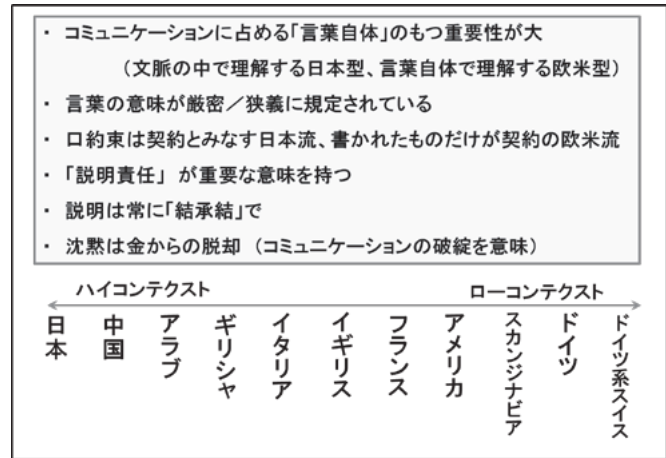 ・ コミュニケーションに占める「言葉自体」のもつ重要性が大
（文脈の中で理解する日本型、言葉自体で理解する欧米型）
・ 言葉の意味が厳密／狭義に規定されている
・ 口約束は契約とみなす日本流、書かれたものだけが契約の欧米流
・ 「説明責任」 が重要な意味を持つ
・ 説明は常に「結承結」で
・ 沈黙は金からの脱却 （コミュニケーションの破綻を意味）
ハイコンテクスト
ローコンテクスト
日本
中国
アラブ
ギリシャ
イタリア
イギリス
フランス
アメリカ
スカンジナビア
ドイツ
ドイツ系スイス